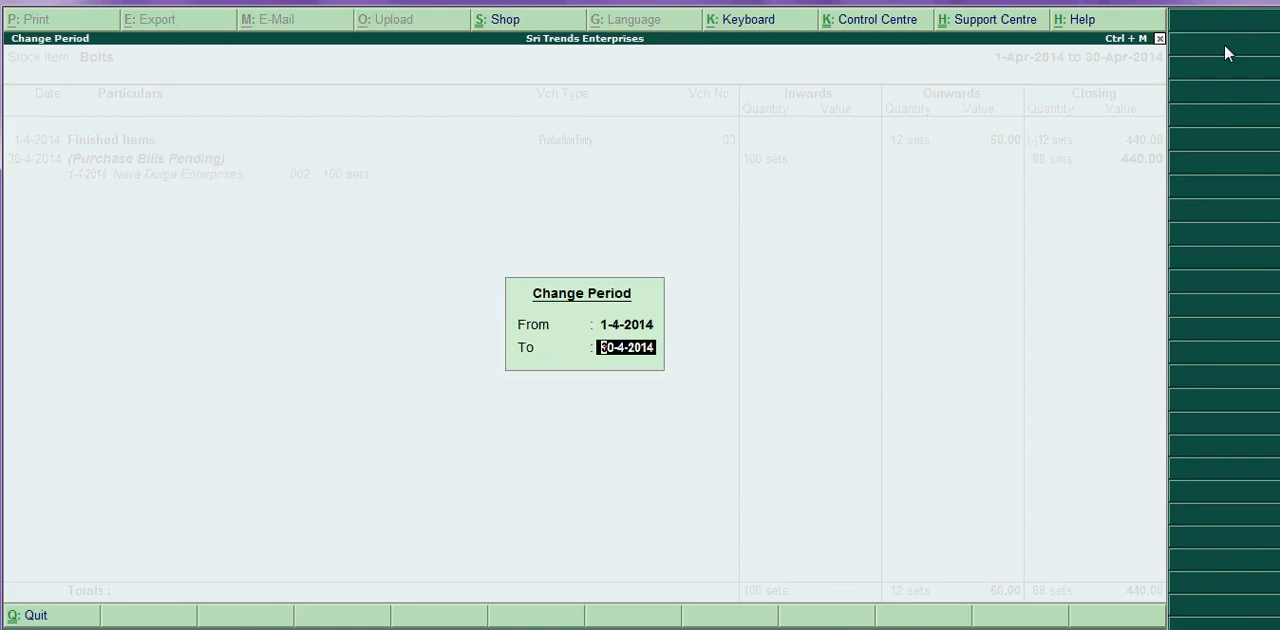 P: Print E: Export M: E-Mail O: Upload S: Shop G: Language K: Keyboard K: Control Centre H: Support Centre H: Help
Change Period Sri Trends Enterprises Ctrl + M
Stock Item Bolts 1-Apr-2014 to 30-Apr-2014
Date Particulars Vch Type Vch No Inwards Outwards Closing
Quantity Value Quantity Value Quantity Value
1-4-2014 Finished Items Production Entry 03 12 sets 60.00 (-)12 sets 440.00
30-4-2014 (Purchase Bills Pending) 100 sets 88 sets 440.00
1-4-2014 Nava Durga Enterprises 002 100 sets
Change Period
From : 1-4-2014
To : 30-4-2014
Totals : 100 sets 12 sets 60.00 88 sets 440.00
Q: Quit